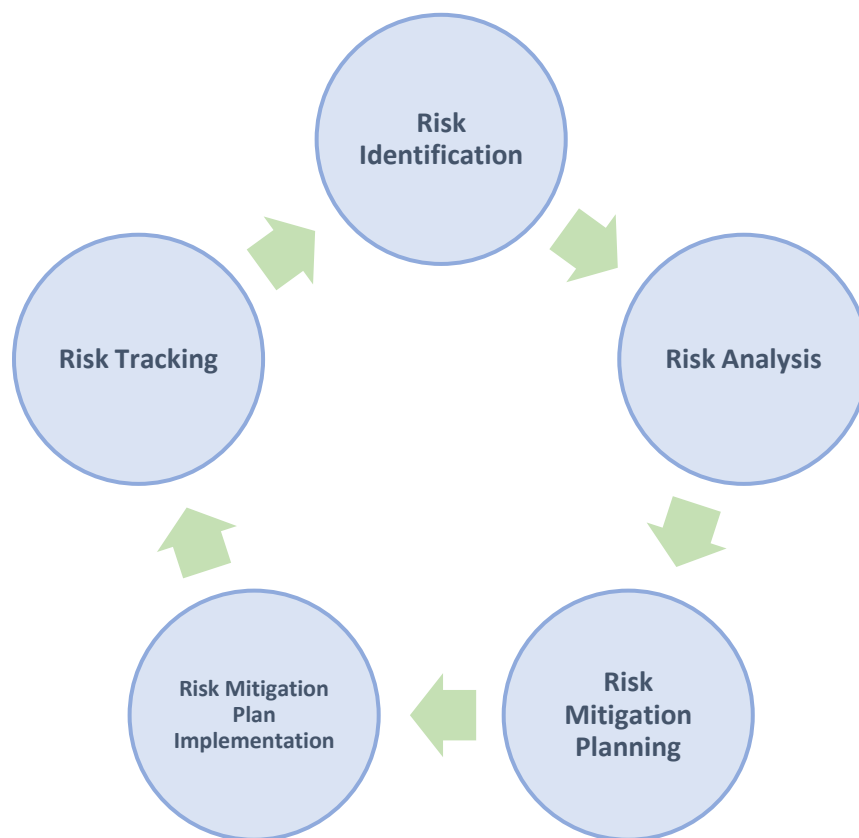 Risk
Identification
Risk Analysis
Risk
Mitigation
Planning
Risk Mitigation
Plan
Implementation
Risk Tracking